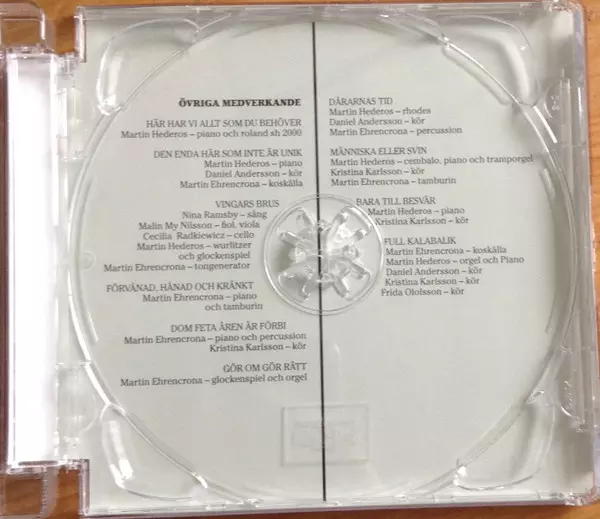 ÖVRIGA MEDVERKANDE
HÄR HAR VI ALLT SOM DU BEHÖVER
Martin Hederos – piano och roland sh 2000
DEN ENDA HÄR SOM INTE ÄR UNIK
Martin Hederos – piano
Daniel Andersson – kör
Martin Ehrencrona – koskälla
VINGARS BRUS
Nina Ramsby – sång
Malin My Nilsson – fiol, viola
Cecilia Radkiewicz – cello
Martin Hederos – wurlitzer
och glockenspiel
Martin Ehrencrona – tongenerator
FÖRVÅNAD, HÅNAD OCH KRÄNKT
Martin Ehrencrona – piano
och tamburin
DOM FETA ÅREN ÄR FÖRBI
Martin Ehrencrona – piano och percussion
Kristina Karlsson – kör
GÖR OM GÖR RÄTT
Martin Ehrencrona – glockenspiel och orgel
DÅRARNAS TID
Martin Hederos – rhodes
Daniel Andersson – kör
Martin Ehrencrona – percussion
MÄNNISKA ELLER SVIN
Martin Hederos – cembalo, piano och tramporgel
Kristina Karlsson – kör
Martin Ehrencrona – tamburin
BARA TILL BESVÄR
Martin Hederos – piano
Kristina Karlsson – kör
FULL KALABALIK
Martin Ehrencrona – koskälla
Martin Hederos – orgel och Piano
Daniel Andersson – kör
Kristina Karlsson – kör
Frida Ololsson – kör